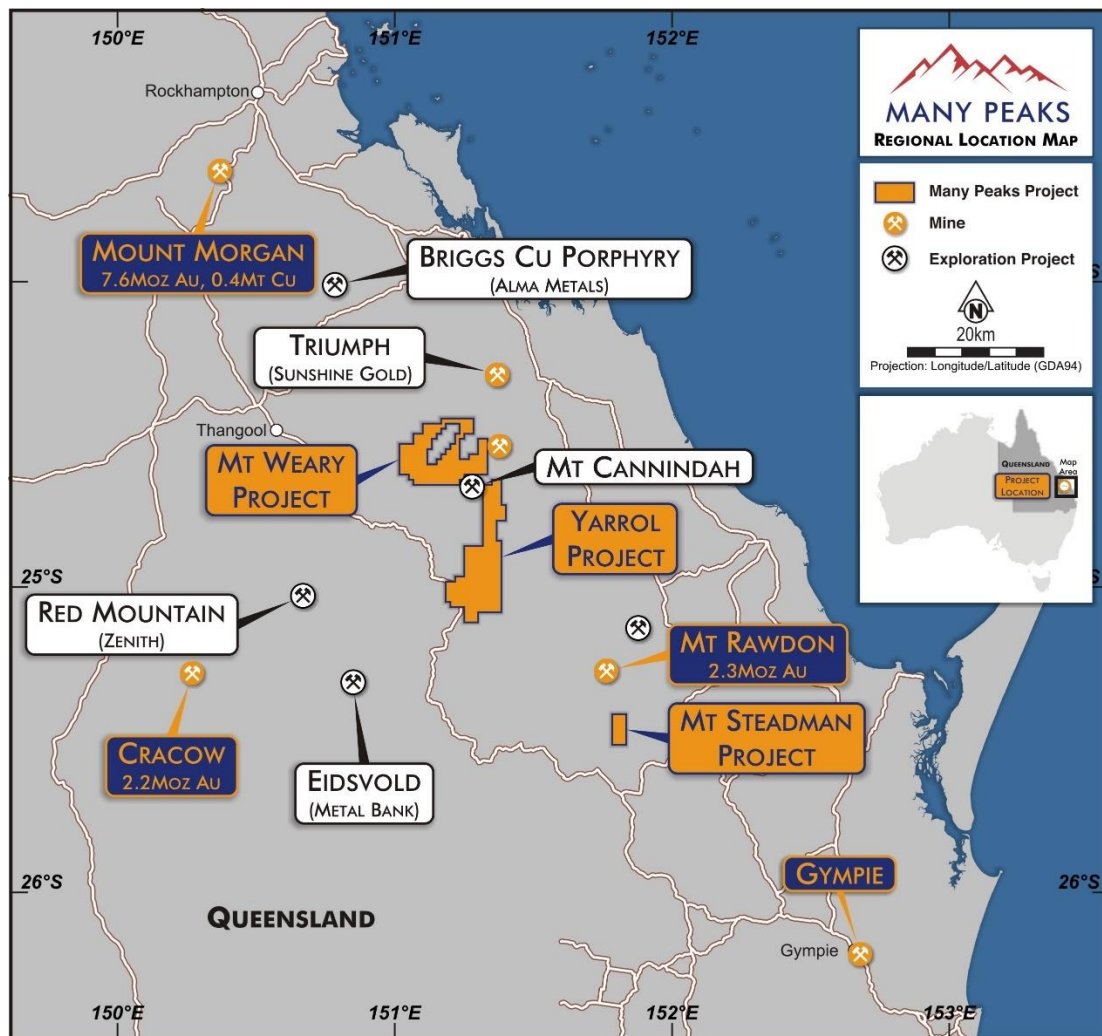 150°E
151°E
152°E
MANY PEAKS
REGIONAL LOCATION MAP
Many Peaks Project
Mine
Exploration Project
N
20km
Projection: Longitude/Latitude (GDA94)
QUEENSLAND
Map
Area
PROJECT
LOCATION
Rockhampton
MOUNT MORGAN
7.6MOZ AU, 0.4MT CU
BRIGGS CU PORPHYRY
(ALMA METALS)
TRIUMPH
(SUNSHINE GOLD)
Thangool
MT WEARY
PROJECT
MT CANNINDAH
YARROL
PROJECT
25°S
RED MOUNTAIN
(ZENITH)
MT RAWDON
2.3MOZ AU
CRACOW
2.2MOZ AU
EIDSVOLD
(METAL BANK)
MT STEADMAN
PROJECT
26°S
26°S
GYMPIE
QUEENSLAND
Gympie
150°E
151°E
152°E
153°E